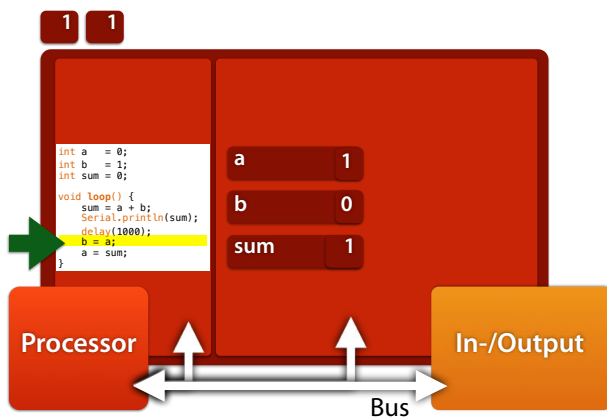 1 1
int a   = 0;
int b   = 1;
int sum = 0;
void loop() {
    sum = a + b;
    Serial.println(sum);
    delay(1000);
    b = a;
    a = sum;
}
a 1
b 0
sum 1
Processor
In-/Output
Bus